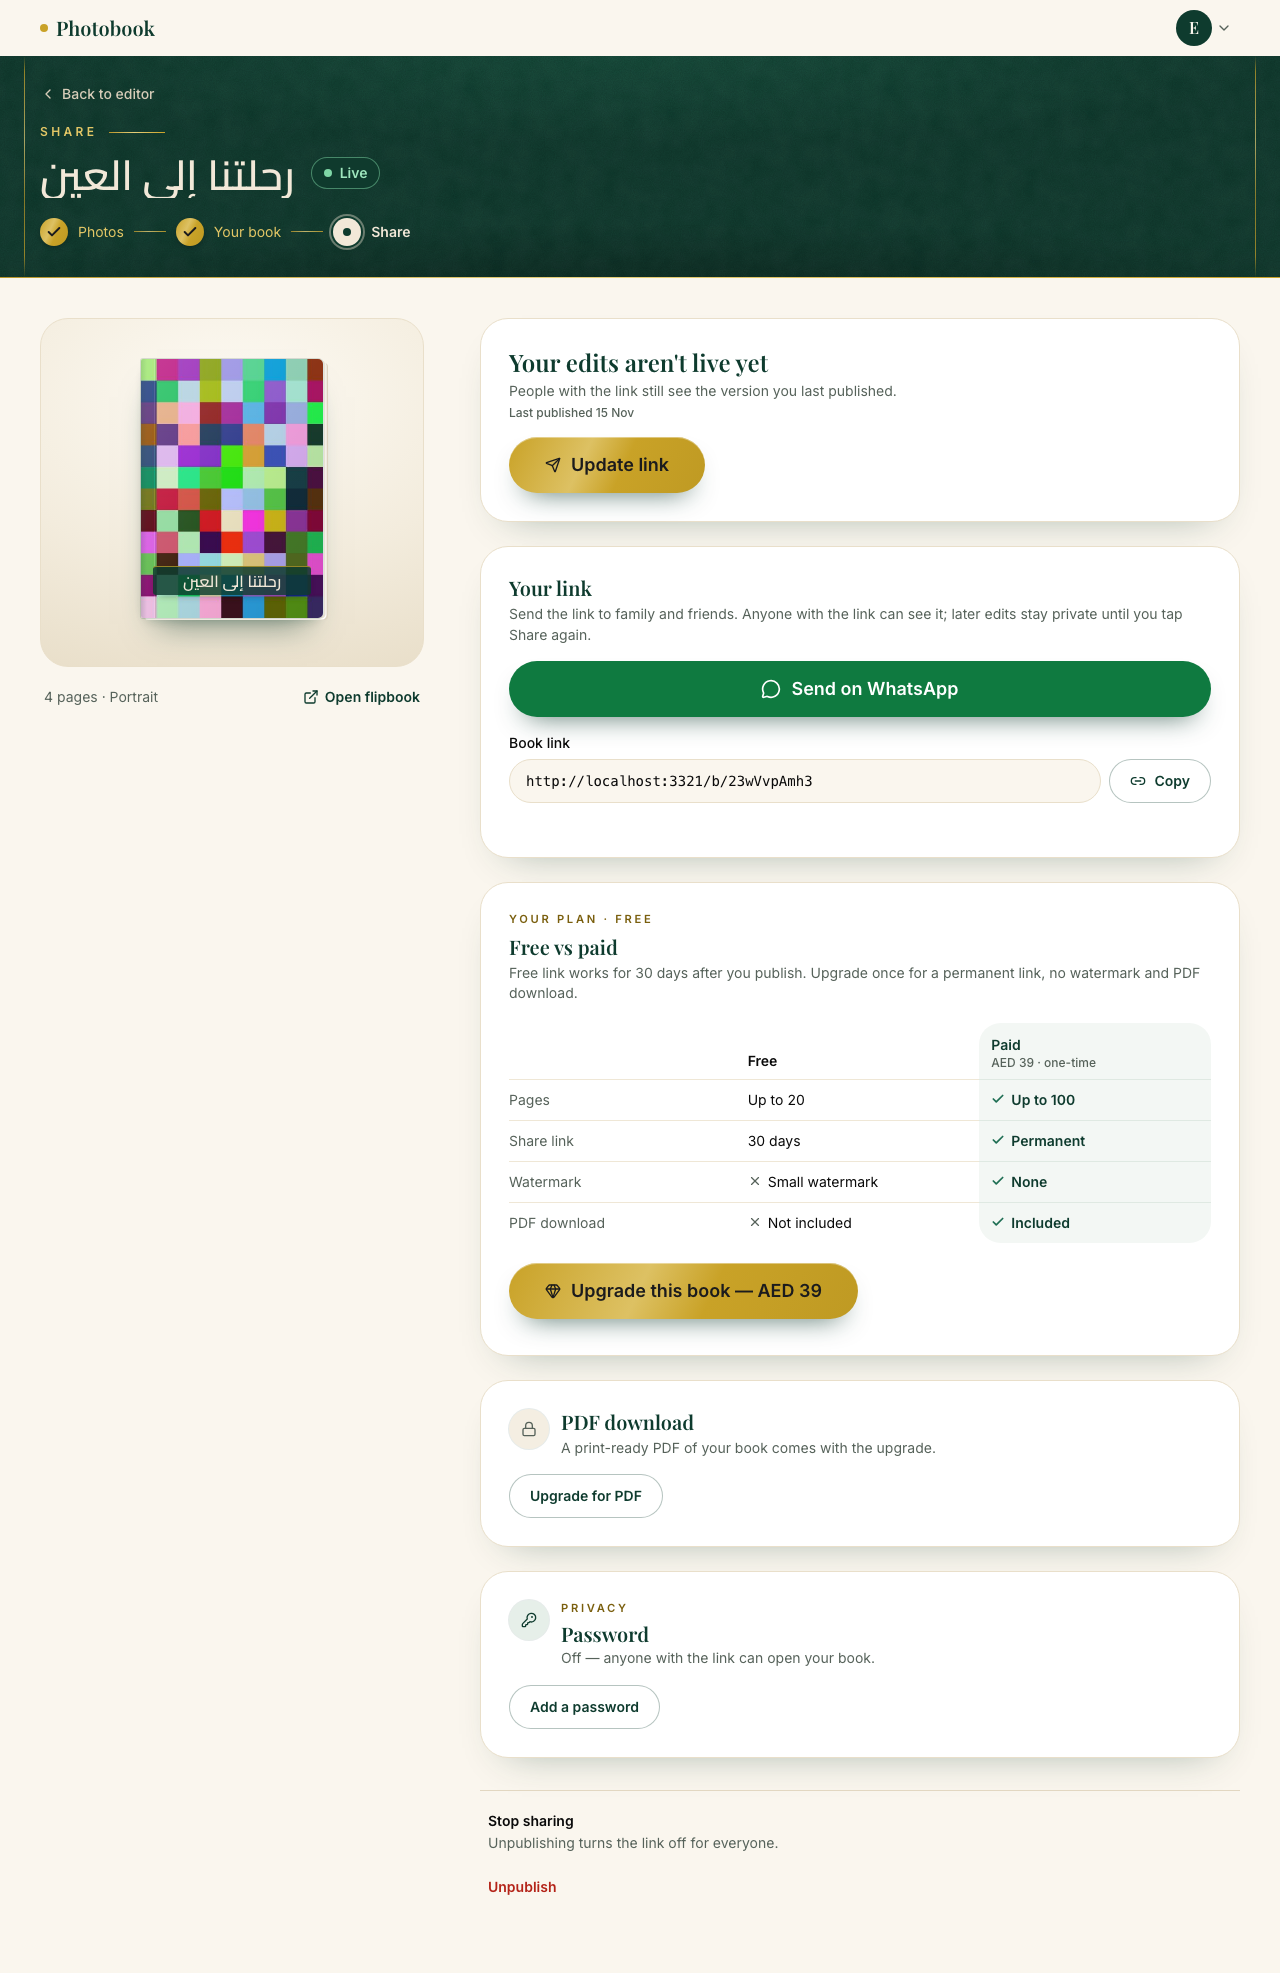 Photobook
E
Back to editor
SHARE
رحلتنا إلى العين
Live
Photos
Your book
Share
رحلتنا إلى العين
4 pages · Portrait
Open flipbook
Your edits aren't live yet
People with the link still see the version you last published.
Last published 15 Nov
Update link
Your link
Send the link to family and friends. Anyone with the link can see it; later edits stay private until you tap
Share again.
Send on WhatsApp
Book link
http://localhost:3321/b/23wVvpAmh3
Copy
YOUR PLAN · FREE
Free vs paid
Free link works for 30 days after you publish. Upgrade once for a permanent link, no watermark and PDF
download.
Free
Paid
AED 39 · one-time
Pages
Up to 20
Up to 100
Share link
30 days
Permanent
Watermark
Small watermark
None
PDF download
Not included
Included
Upgrade this book — AED 39
PDF download
A print-ready PDF of your book comes with the upgrade.
Upgrade for PDF
PRIVACY
Password
Off — anyone with the link can open your book.
Add a password
Stop sharing
Unpublishing turns the link off for everyone.
Unpublish